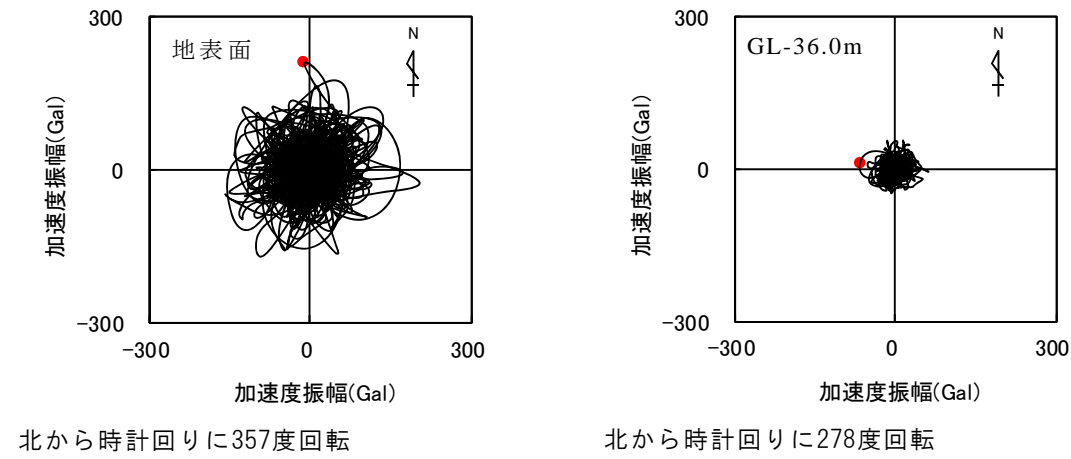 300
地表面
N
加速度振幅(Gal)
0
−300
−300
0
300
加速度振幅(Gal)
北から時計回りに357度回転
300
GL-36.0m
N
加速度振幅(Gal)
0
−300
−300
0
300
加速度振幅(Gal)
北から時計回りに278度回転